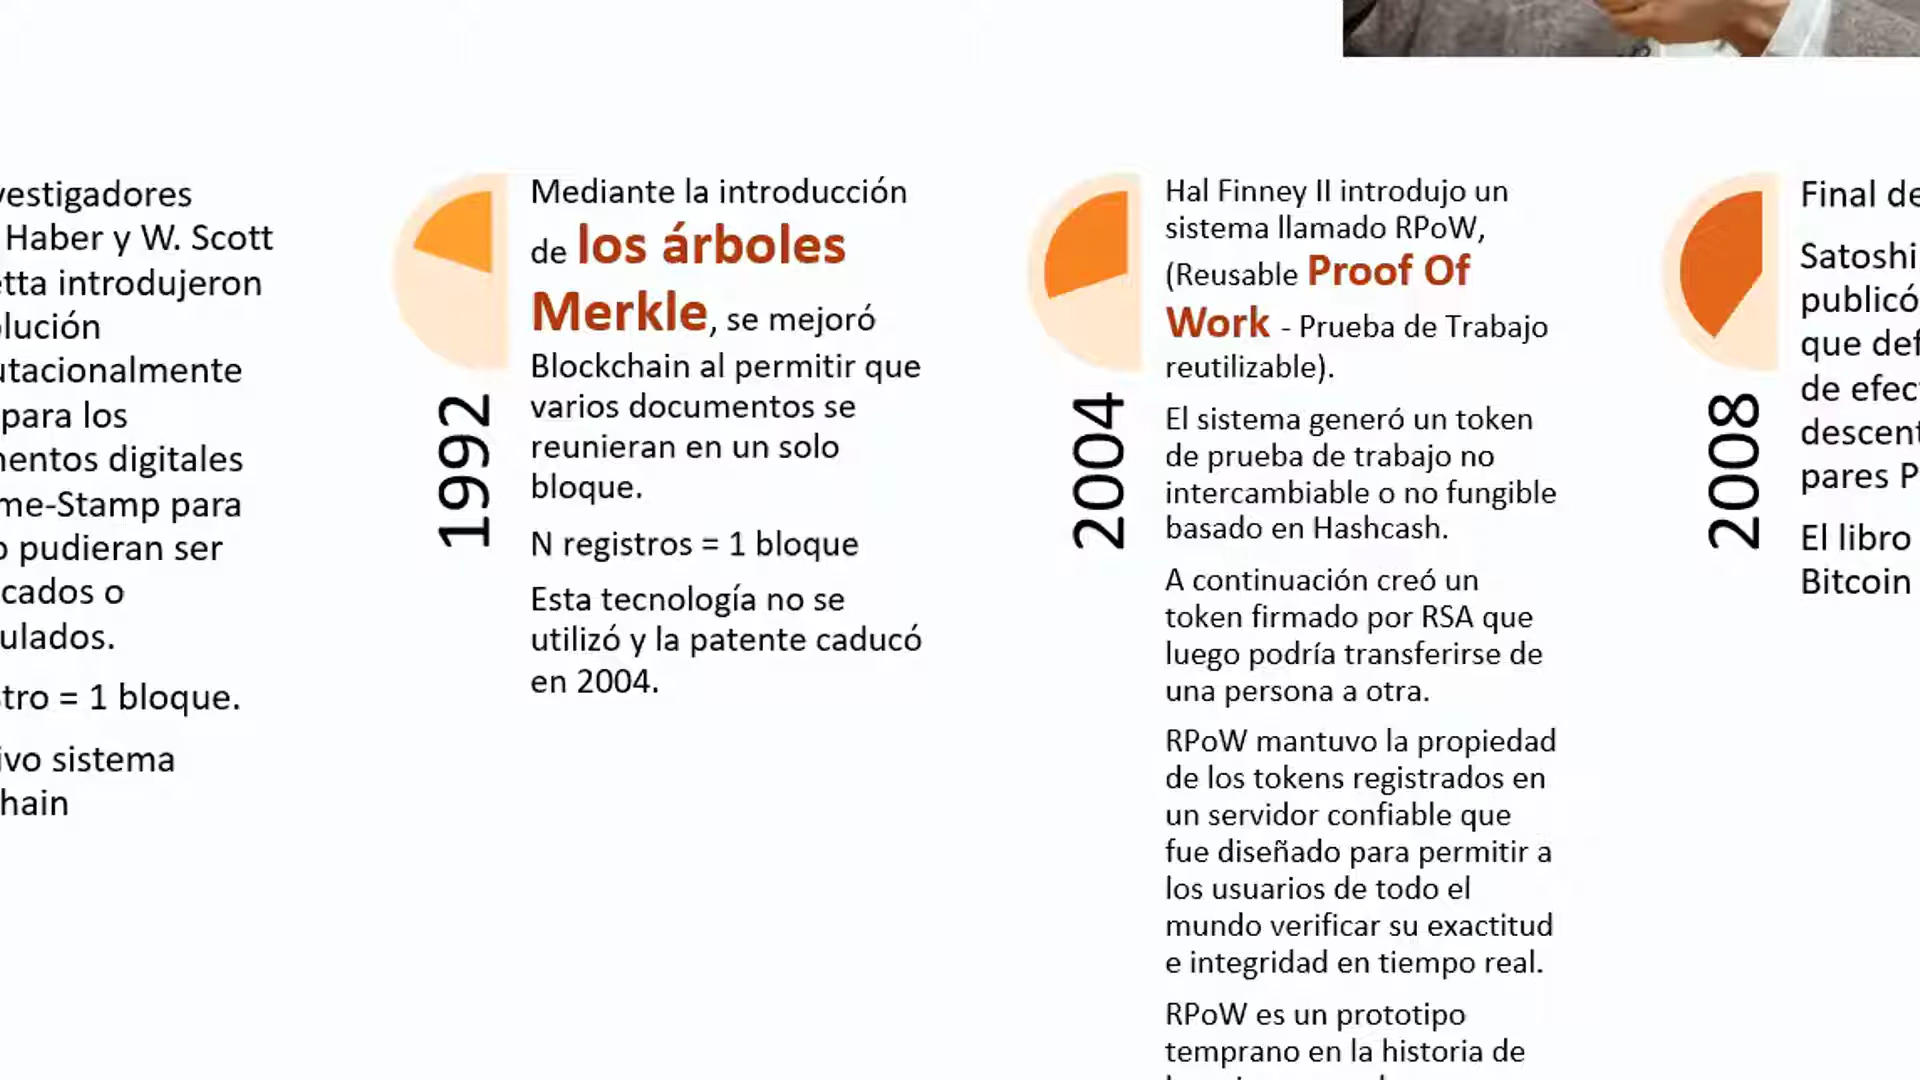 vestigadores
Haber y W. Scott
etta introdujeron
olución
utacionalmente
para los
mentos digitales
me-Stamp para
o pudieran ser
cados o
ulados.
stro = 1 bloque.
ivo sistema
hain
1992
Mediante la introducción
de los árboles
Merkle, se mejoró
Blockchain al permitir que
varios documentos se
reunieran en un solo
bloque.
N registros = 1 bloque
Esta tecnología no se
utilizó y la patente caducó
en 2004.
2004
Hal Finney II introdujo un
sistema llamado RPoW,
(Reusable Proof Of
Work - Prueba de Trabajo
reutilizable).
El sistema generó un token
de prueba de trabajo no
intercambiable o no fungible
basado en Hashcash.
A continuación creó un
token firmado por RSA que
luego podría transferirse de
una persona a otra.
RPoW mantuvo la propiedad
de los tokens registrados en
un servidor confiable que
fue diseñado para permitir a
los usuarios de todo el
mundo verificar su exactitud
e integridad en tiempo real.
RPoW es un prototipo
temprano en la historia de
2008
Final de
Satoshi
publicó
que def
de efec
descent
pares P
El libro
Bitcoin